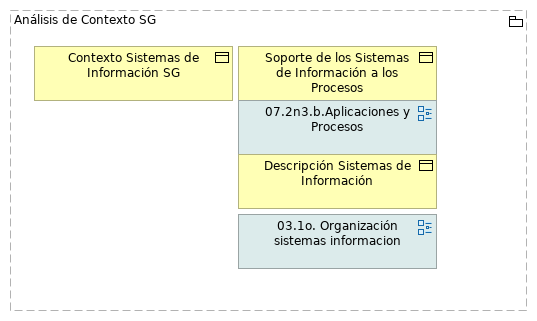 Análisis de Contexto SG
Contexto Sistemas de
Información SG
Soporte de los Sistemas
de Información a los
Procesos
07.2n3.b.Aplicaciones y
Procesos
Descripción Sistemas de
Información
03.1o. Organización
sistemas informacion